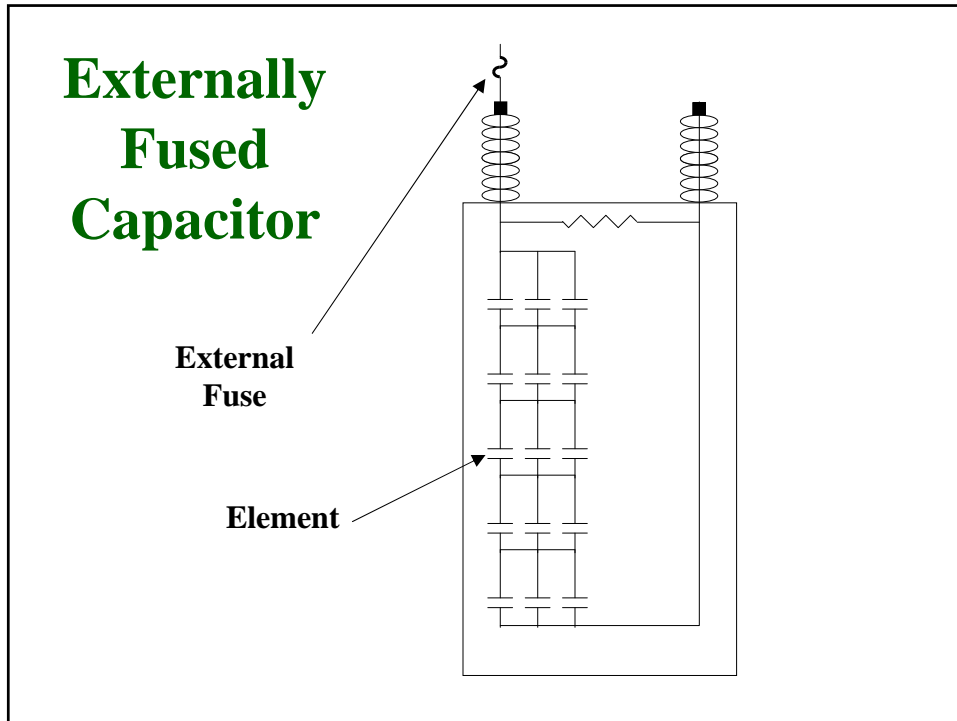 Externally
Fused
Capacitor
External
Fuse
Element